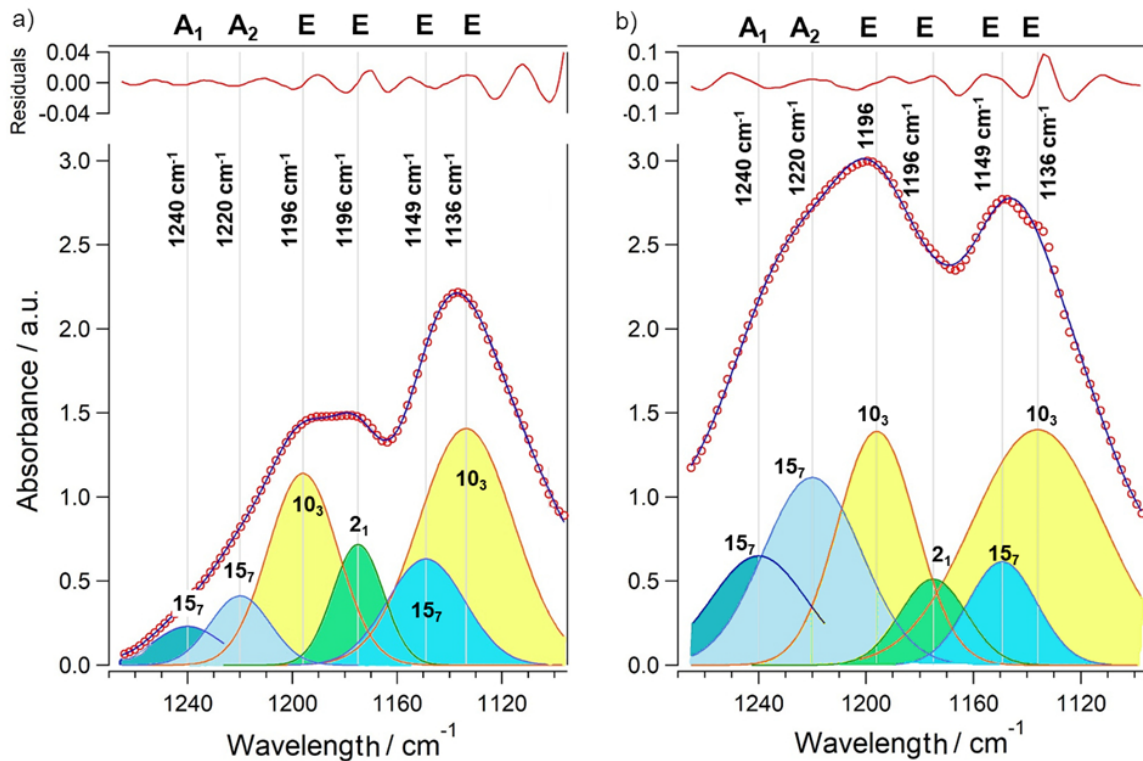 a)
A₁ A₂ E E E E
Residuals
0.04
0.00
-0.04
1240 cm⁻¹
1220 cm⁻¹
1196 cm⁻¹
1196 cm⁻¹
1149 cm⁻¹
1136 cm⁻¹
Absorbance / a.u.
3.0
2.5
2.0
1.5
1.0
0.5
0.0
15₇
15₇
10₃
2₁
15₇
10₃
1240 1200 1160 1120
Wavelength / cm⁻¹
b)
A₁ A₂ E E E E
0.1
0.0
-0.1
1240 cm⁻¹
1220 cm⁻¹
1196
1196 cm⁻¹
1149 cm⁻¹
1136 cm⁻¹
3.0
2.5
2.0
1.5
1.0
0.5
0.0
15₇
15₇
10₃
2₁
15₇
10₃
1240 1200 1160 1120
Wavelength / cm⁻¹